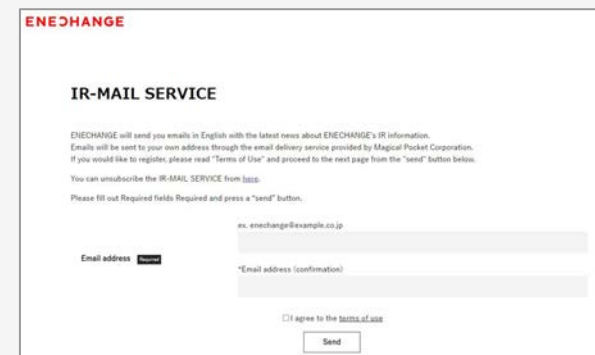 ENECHANGE
IR-MAIL SERVICE
ENECHANGE will send you emails in English with the latest news about ENECHANGE's IR information.
Emails will be sent to your own address through the email delivery service provided by Magical Pocket Corporation.
If you would like to register, please read "Terms of Use" and proceed to the next page from the "send" button below.
You can unsubscribe the IR-MAIL SERVICE from here.
Please fill out Required fields Required and press a "send" button.
ex. enechange@example.co.jp
Email address Required
*Email address (confirmation)
I agree to the terms of use
Send